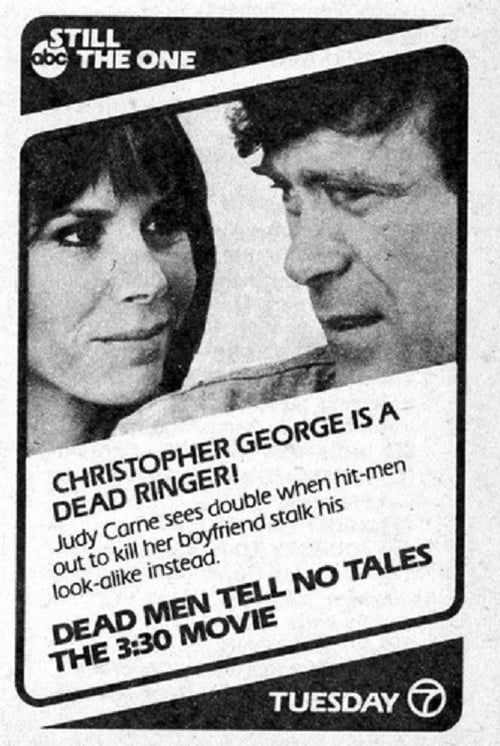 STILL
abc THE ONE
CHRISTOPHER GEORGE IS A
DEAD RINGER!
Judy Carne sees double when hit-men
out to kill her boyfriend stalk his
look-alike instead.
DEAD MEN TELL NO TALES
THE 3:30 MOVIE
TUESDAY 7